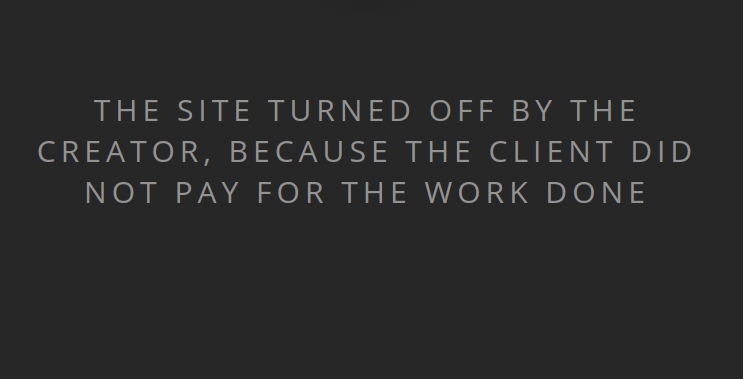 THE SITE TURNED OFF BY THE
CREATOR, BECAUSE THE CLIENT DID
NOT PAY FOR THE WORK DONE